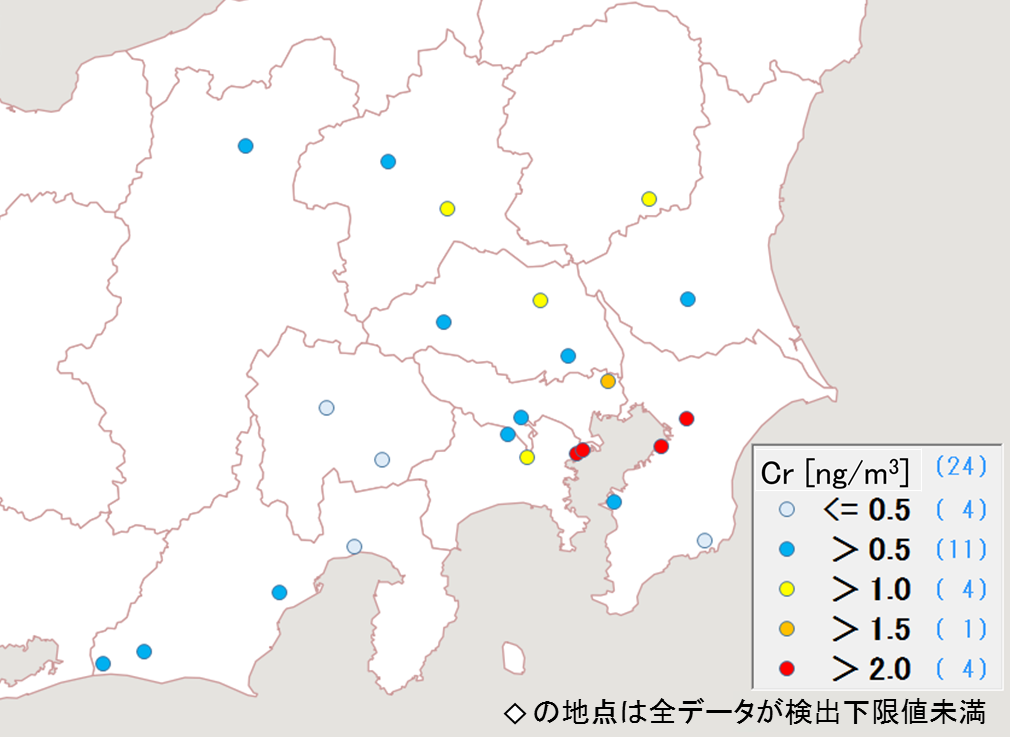 Cr [ng/m³] (24)
<= 0.5 ( 4)
> 0.5 (11)
> 1.0 ( 4)
> 1.5 ( 1)
> 2.0 ( 4)
◇の地点は全データが検出下限値未満